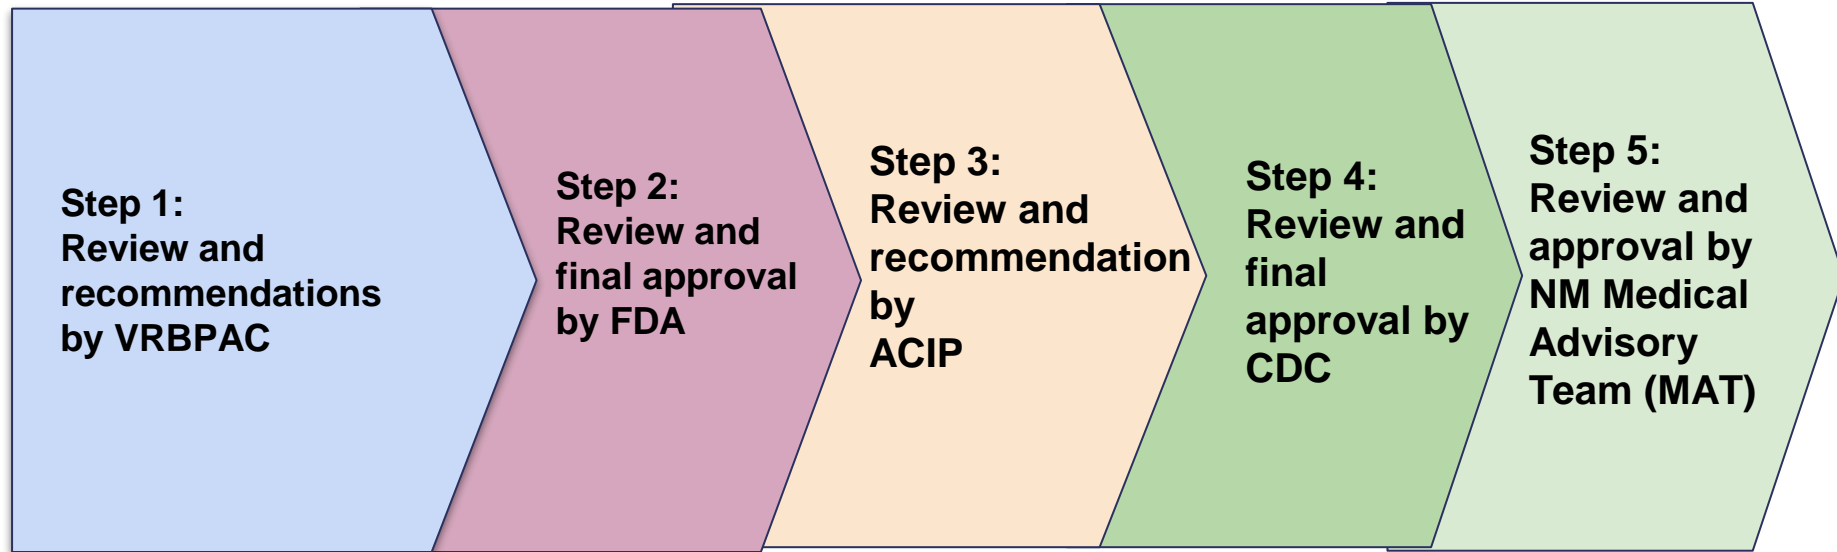 Step 1:
Review and
recommendations
by VRBPAC
Step 2:
Review and
final approval
by FDA
Step 3:
Review and
recommendation
by
ACIP
Step 4:
Review and
final
approval by
CDC
Step 5:
Review and
approval by
NM Medical
Advisory
Team (MAT)